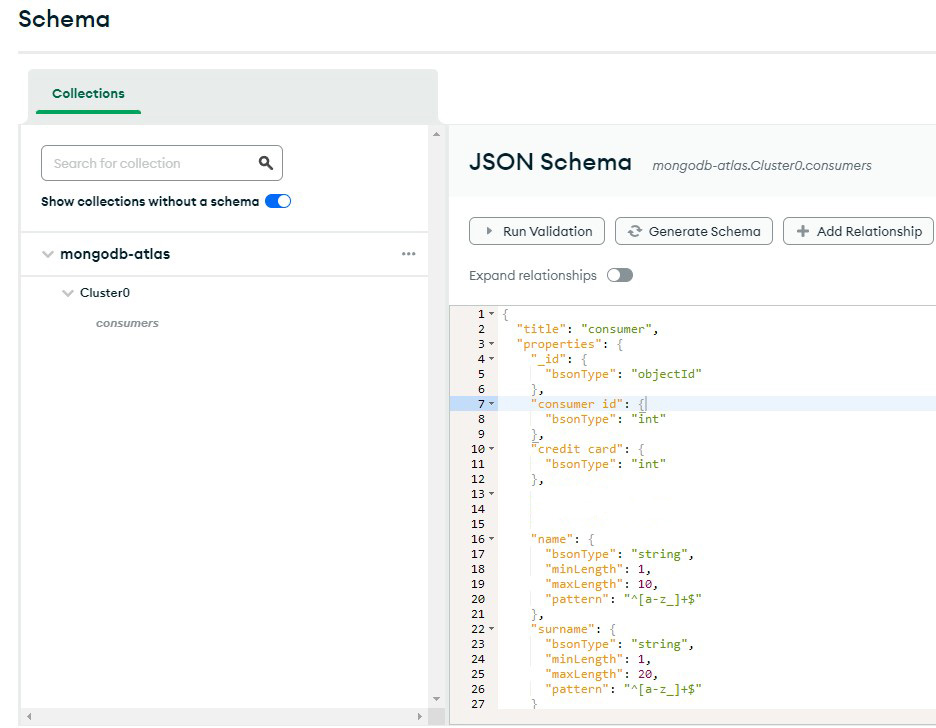 Schema
Collections
Search for collection
Show collections without a schema
mongodb-atlas
Cluster0
consumers
JSON Schema mongodb-atlas.Cluster0.consumers
Run Validation Generate Schema Add Relationship
Expand relationships
1 {
2 "title": "consumer",
3 "properties": {
4 "_id": {
5 "bsonType": "objectId"
6 },
7 "consumer id": {
8 "bsonType": "int"
9 },
10 "credit card": {
11 "bsonType": "int"
12 },
13
14
15
16 "name": {
17 "bsonType": "string",
18 "minLength": 1,
19 "maxLength": 10,
20 "pattern": "^[a-z_]+$"
21 },
22 "surname": {
23 "bsonType": "string",
24 "minLength": 1,
25 "maxLength": 20,
26 "pattern": "^[a-z_]+$"
27 }